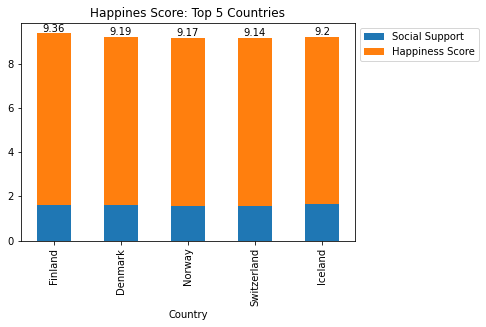 Happines Score: Top 5 Countries
9.36 9.19 9.17 9.14 9.2
Social Support
Happiness Score
8
6
4
2
0
Finland
Denmark
Norway
Switzerland
Iceland
Country